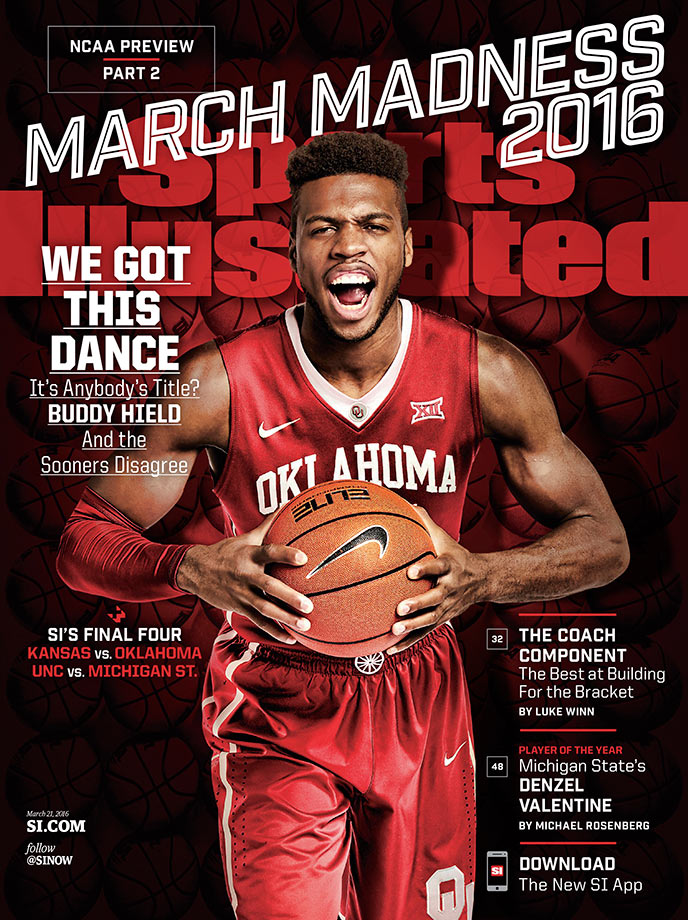 NCAA PREVIEW
PART 2
MARCH MADNESS
2016
Sports
Illustrated
WE GOT
THIS
DANCE
It's Anybody's Title?
BUDDY HIELD
And the
Sooners Disagree
OU
XII
OKLAHOMA
ELITE
SI'S FINAL FOUR
KANSAS vs. OKLAHOMA
UNC vs. MICHIGAN ST.
32
THE COACH
COMPONENT
The Best at Building
For the Bracket
BY LUKE WINN
PLAYER OF THE YEAR
48
Michigan State's
DENZEL
VALENTINE
BY MICHAEL ROSENBERG
March 21, 2016
SI.COM
follow
@SINOW
SI
DOWNLOAD
The New SI App